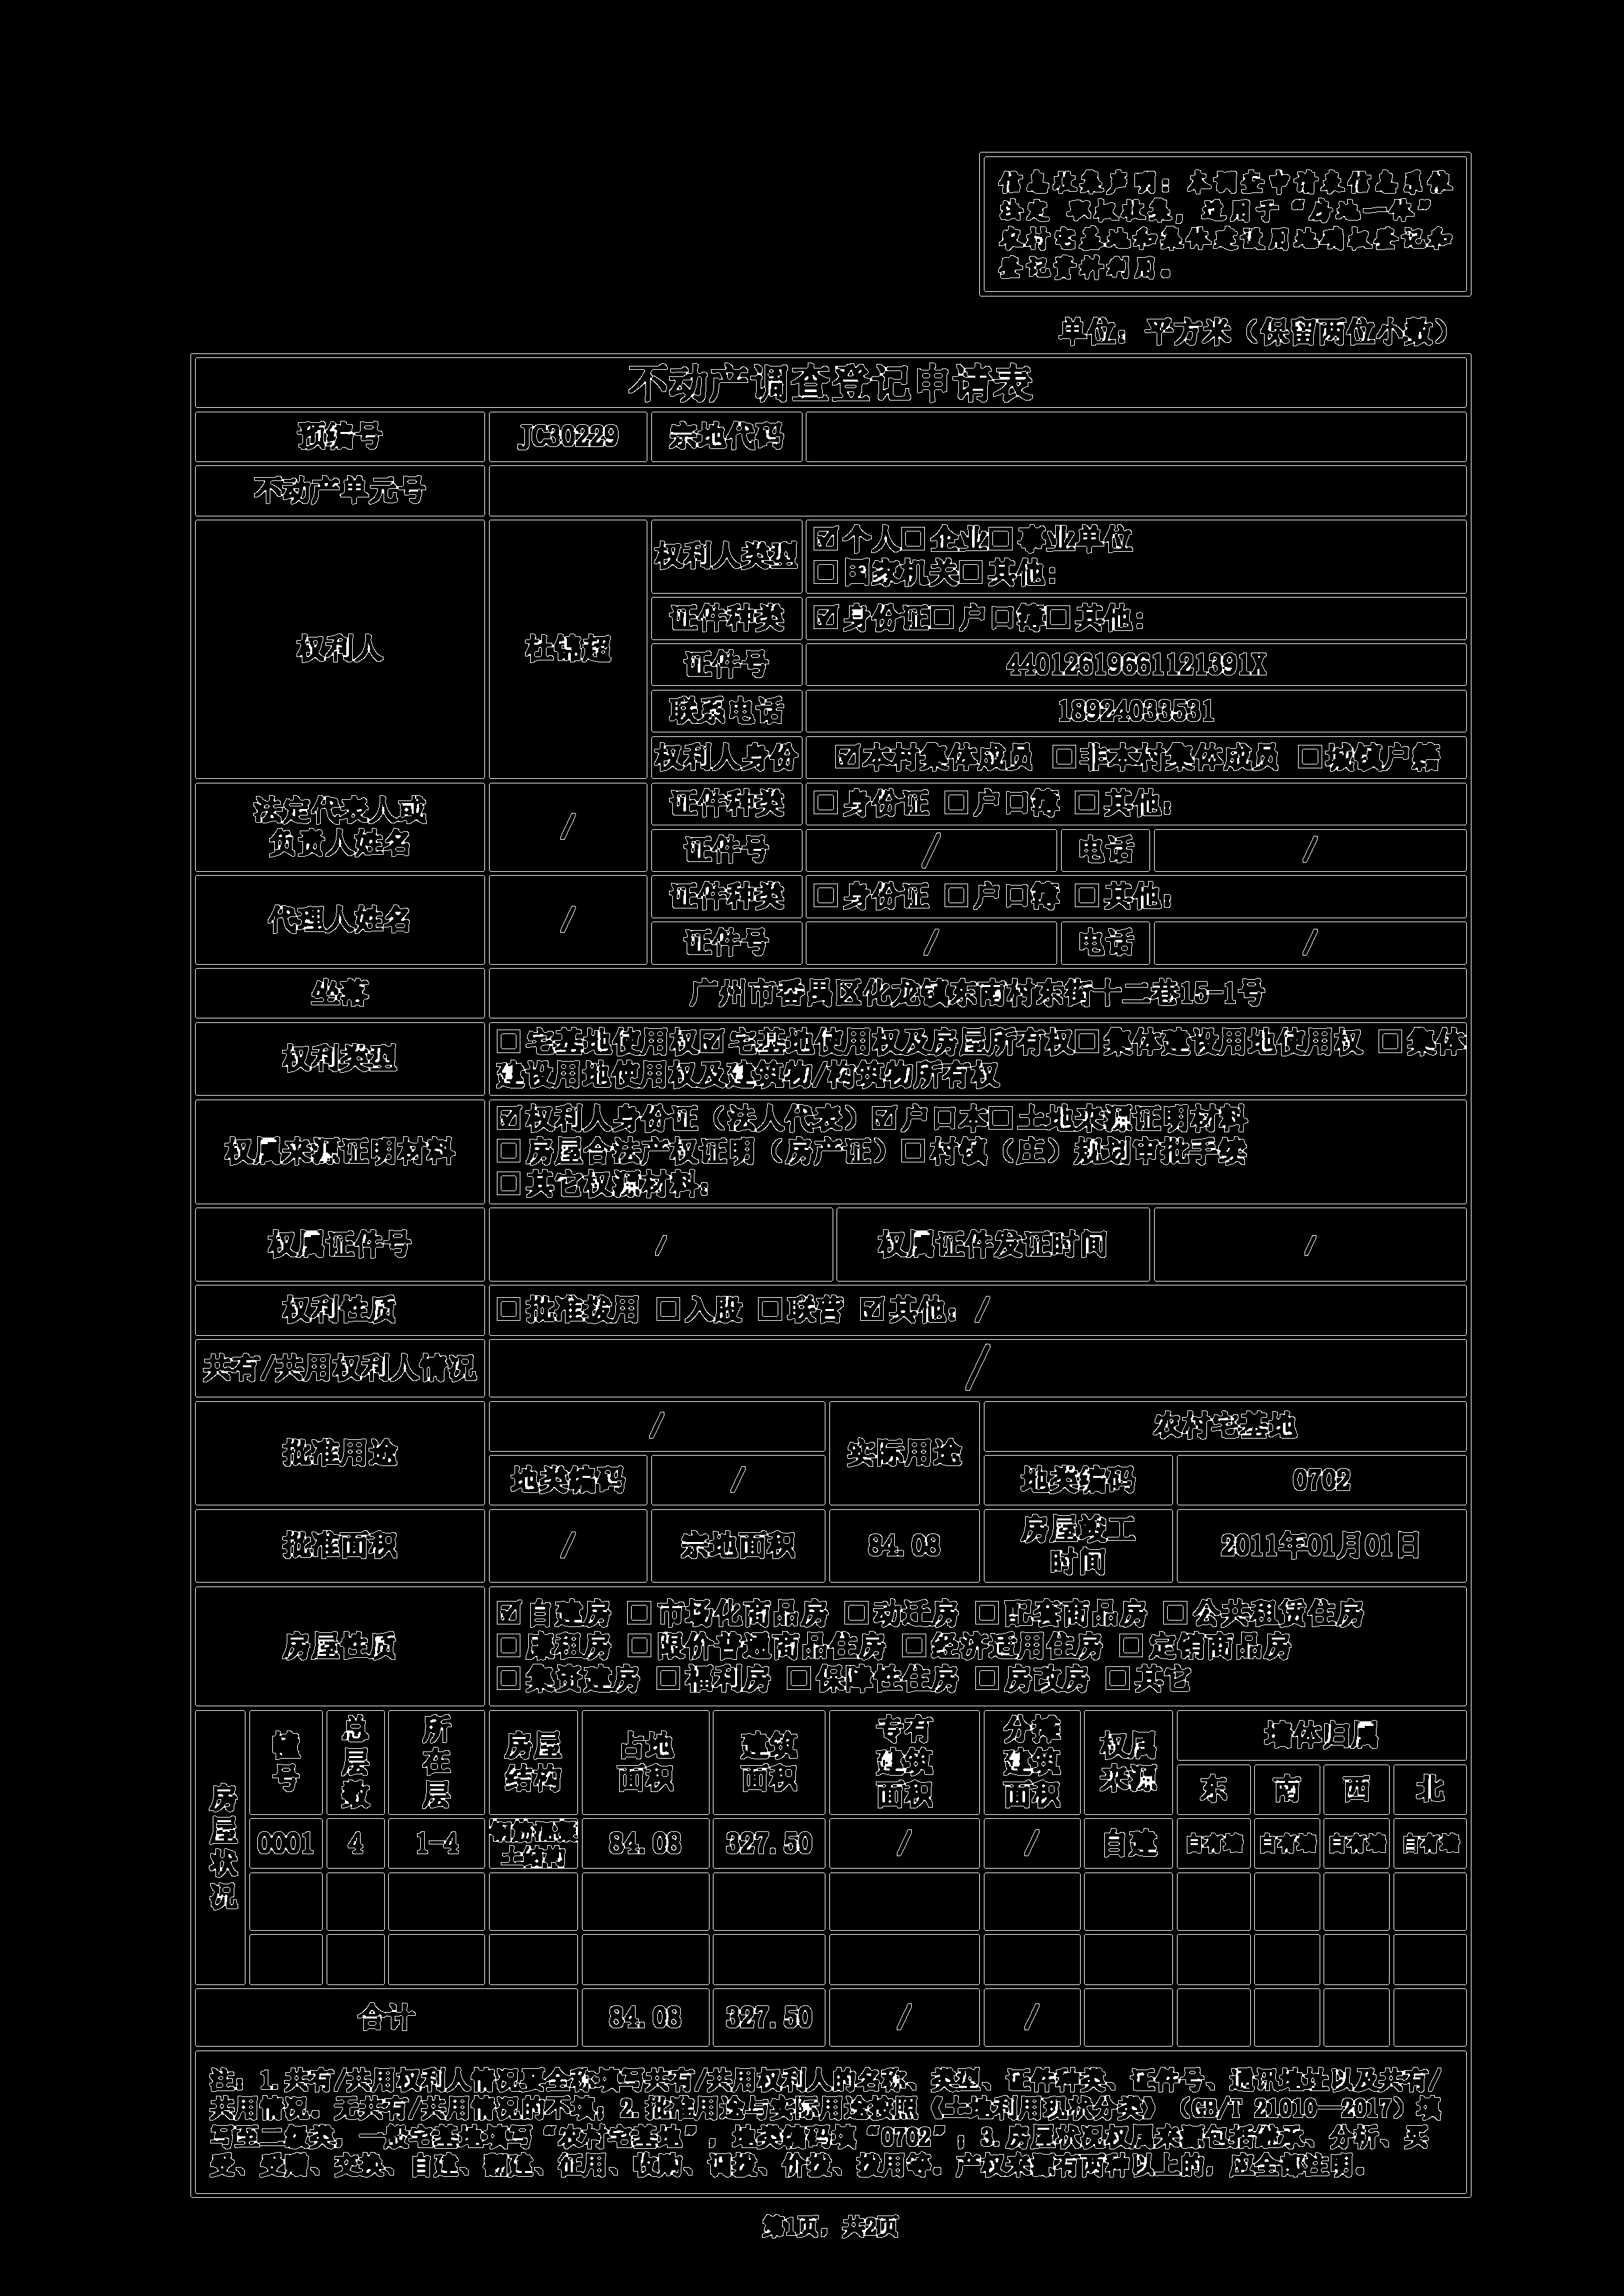 信息收集声明：本调查申请表信息系依
法定 职权收集，适用于“房地一体”
农村宅基地和集体建设用地确权登记和
登记资料利用。
单位：平方米（保留两位小数）
不动产调查登记申请表
预编号 JC30229 宗地代码
不动产单元号
权利人 杜锦超
权利人类型 ☑个人□企业□事业单位
□国家机关□其他：
证件种类 ☑身份证□户口簿□其他：
证件号 44012619661121391X
联系电话 18924033531
权利人身份 ☑本村集体成员 □非本村集体成员 □城镇户籍
法定代表人或
负责人姓名 /
证件种类 □身份证 □户口簿 □其他：
证件号 / 电话 /
代理人姓名 /
证件种类 □身份证 □户口簿 □其他：
证件号 / 电话 /
坐落 广州市番禺区化龙镇东南村东街十二巷15-1号
权利类型 □宅基地使用权☑宅基地使用权及房屋所有权□集体建设用地使用权 □集体
建设用地使用权及建筑物/构筑物所有权
权属来源证明材料 ☑权利人身份证（法人代表）☑户口本□土地来源证明材料
□房屋合法产权证明（房产证）□村镇（庄）规划审批手续
□其它权源材料：
权属证件号 / 权属证件发证时间 /
权利性质 □批准拨用 □入股 □联营 ☑其他：/
共有/共用权利人情况 /
批准用途 / 实际用途 农村宅基地
地类编码 / 地类编码 0702
批准面积 / 宗地面积 84.08 房屋竣工
时间 2011年01月01日
房屋性质 ☑自建房 □市场化商品房 □动迁房 □配套商品房 □公共租赁住房
□廉租房 □限价普通商品住房 □经济适用住房 □定销商品房
□集资建房 □福利房 □保障性住房 □房改房 □其它
房屋状况
幢号 总层数 所在层 房屋结构 占地面积 建筑面积 专有建筑面积 分摊建筑面积 权属来源 墙体归属
东 南 西 北
0001 4 1-4 钢筋混凝土结构 84.08 327.50 / / 自建 自有墙 自有墙 自有墙 自有墙
合计 84.08 327.50 / /
注：1.共有/共用权利人情况要全称填写共有/共用权利人的名称、类型、证件种类、证件号、通讯地址以及共有/
共用情况。无共有/共用情况的不填；2.批准用途与实际用途按照《土地利用现状分类》（GB/T 21010—2017）填
写至二级类，一般宅基地填写“农村宅基地”，地类编码填“0702”；3.房屋状况权属来源包括继承、分析、买
受、受赠、交换、自建、翻建、征用、收购、调拨、价拨、拨用等。产权来源有两种以上的，应全部注明。
第1页，共2页